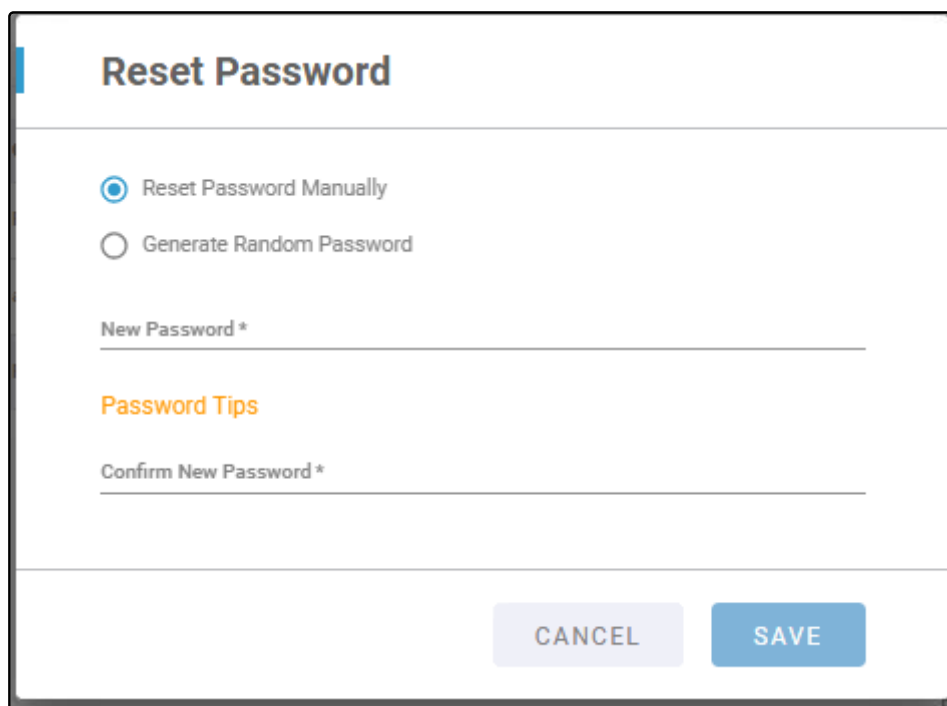 Reset Password
Reset Password Manually
Generate Random Password
New Password *
Password Tips
Confirm New Password *
CANCEL
SAVE